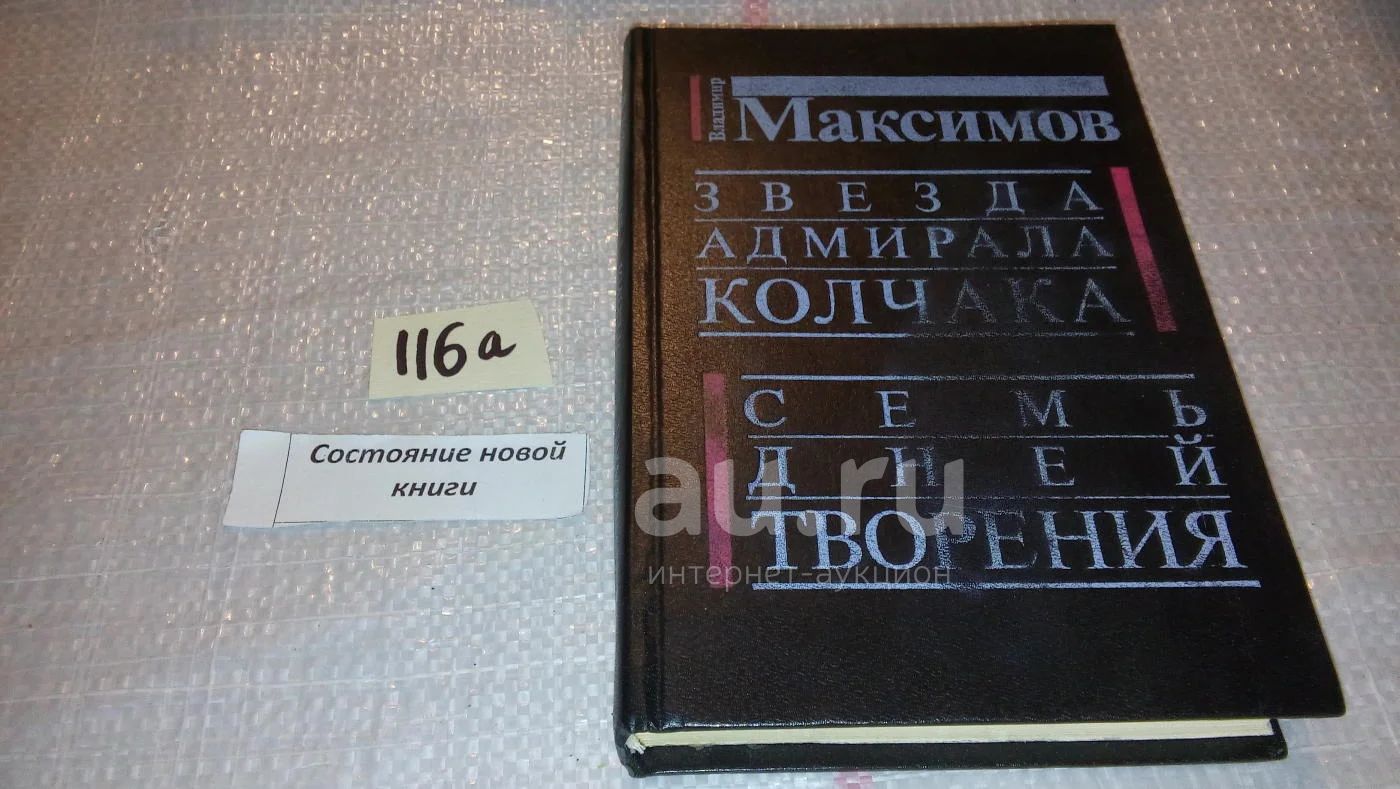 Владимир
Максимов
ЗВЕЗДА
АДМИРАЛА
КОЛЧАКА
СЕМЬ
ДНЕЙ
ТВОРЕНИЯ
116а
Состояние новой
книги
au.ru
интернет-аукцион